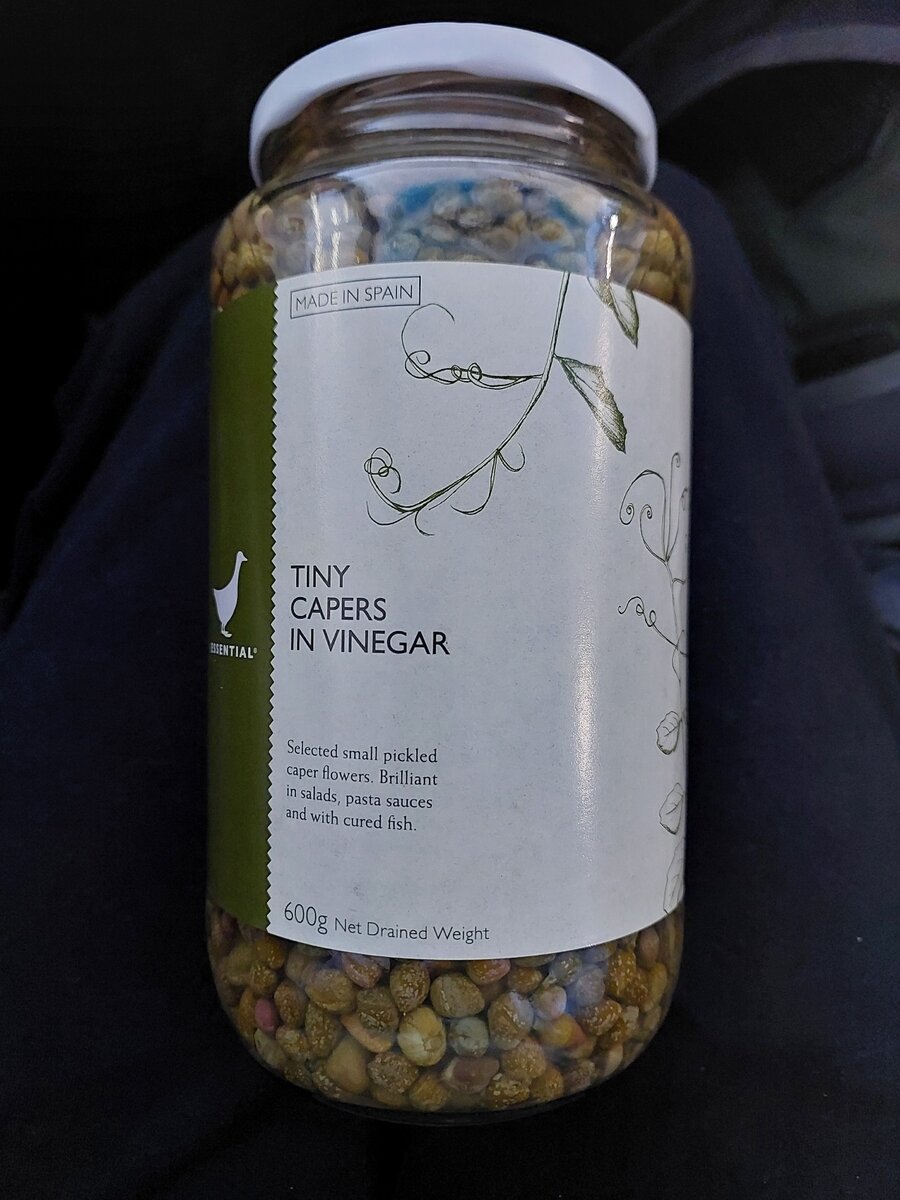 MADE IN SPAIN
TINY
CAPERS
IN VINEGAR
Selected small pickled
caper flowers. Brilliant
in salads, pasta sauces
and with cured fish.
600g Net Drained Weight